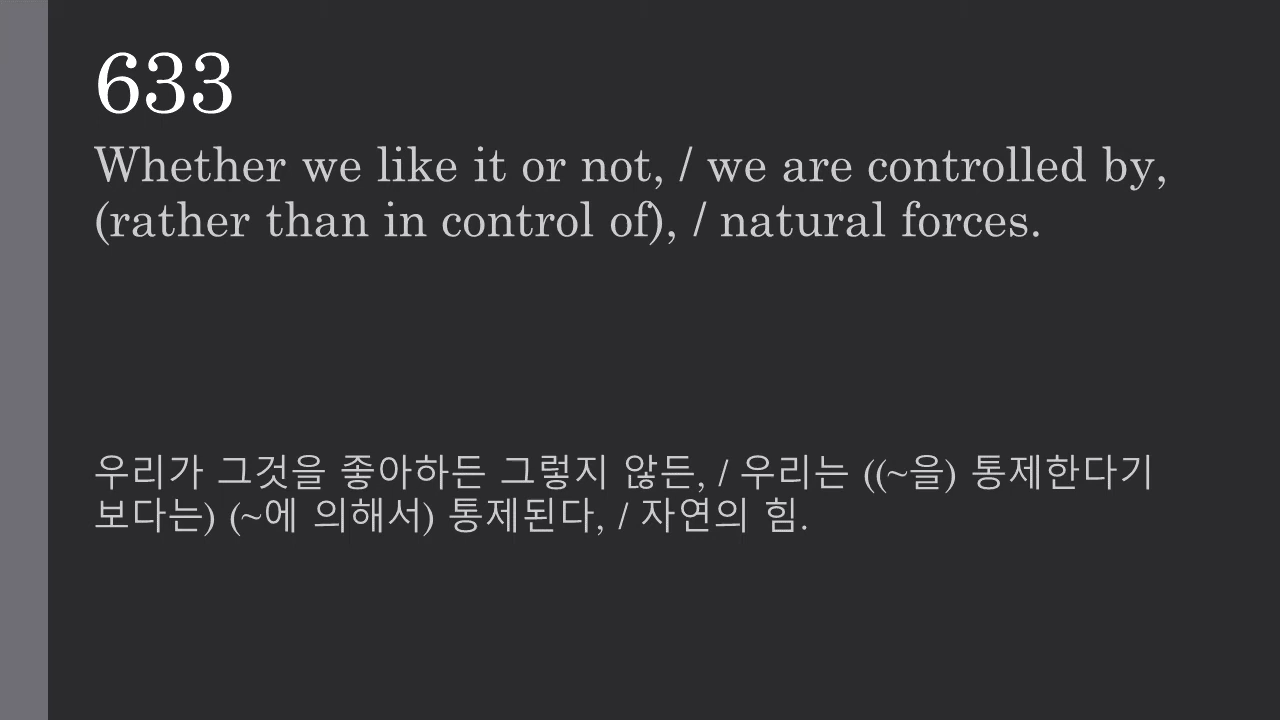 633
Whether we like it or not, / we are controlled by,
(rather than in control of), / natural forces.
우리가 그것을 좋아하든 그렇지 않든, / 우리는 ((~을) 통제한다기
보다는) (~에 의해서) 통제된다, / 자연의 힘.